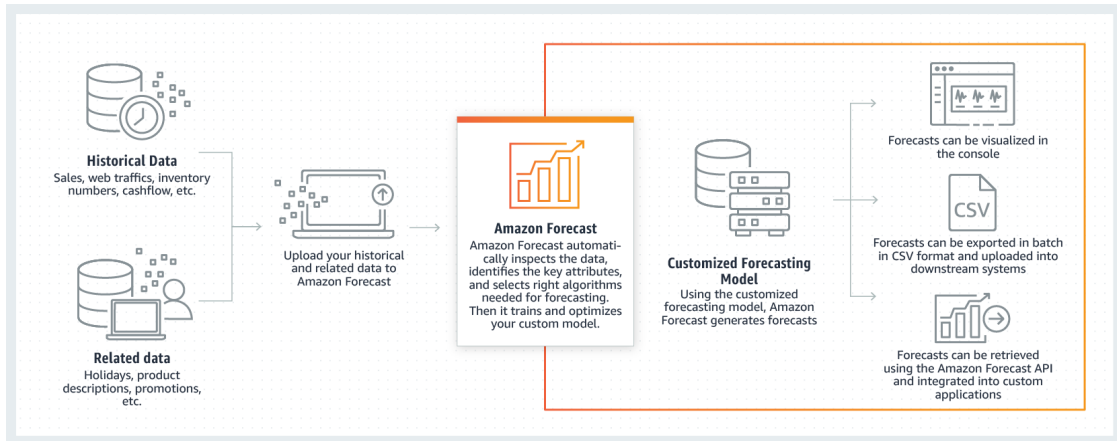 Historical Data
Sales, web traffics, inventory
numbers, cashflow, etc.
Related data
Holidays, product
descriptions, promotions,
etc.
Upload your historical
and related data to
Amazon Forecast
Amazon Forecast
Amazon Forecast automati-
cally inspects the data,
identifies the key attributes,
and selects right algorithms
needed for forecasting.
Then it trains and optimizes
your custom model.
Customized Forecasting
Model
Using the customized
forecasting model, Amazon
Forecast generates forecasts
Forecasts can be visualized in
the console
CSV
Forecasts can be exported in batch
in CSV format and uploaded into
downstream systems
Forecasts can be retrieved
using the Amazon Forecast API
and integrated into custom
applications